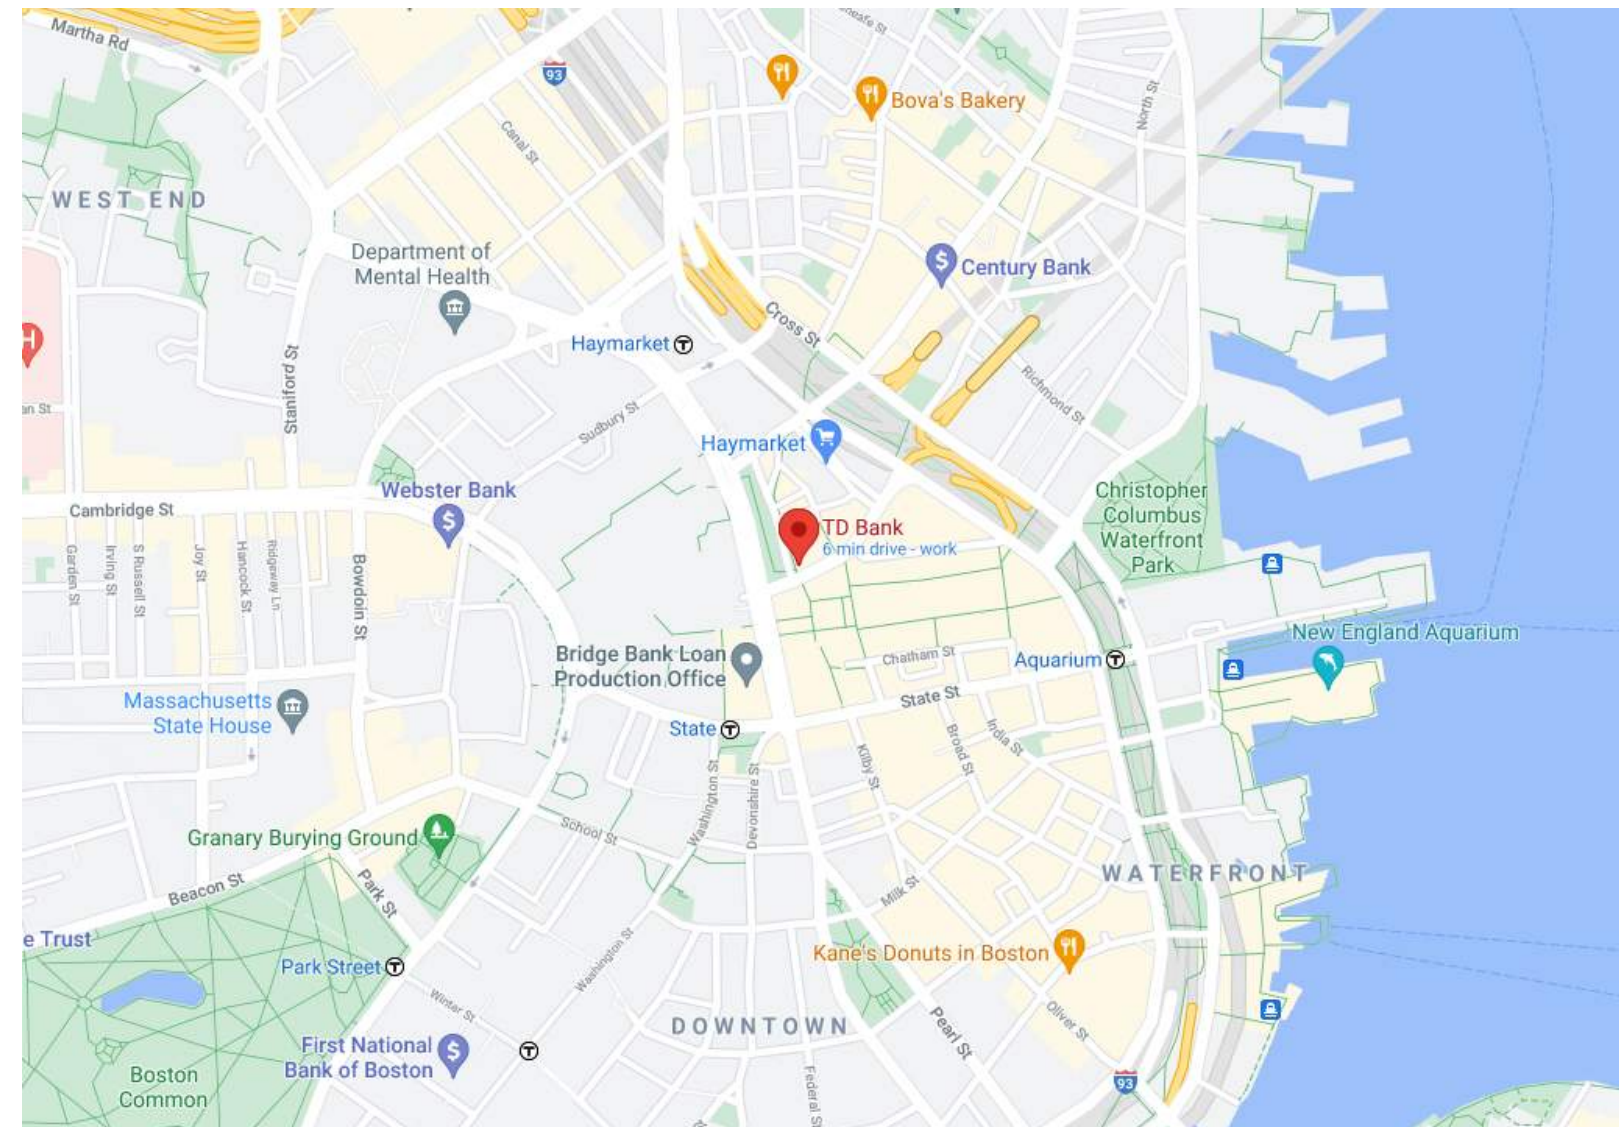 Martha Rd
93
Bova's Bakery
North St
Canal St
WEST END
Department of
Mental Health
Century Bank
Cross St
Haymarket
T
H
Staniford St
Richmond St
Sudbury St
Haymarket
Christopher
Columbus
Waterfront
Park
Webster Bank
Cambridge St
TD Bank
6 min drive - work
Garden St
Irving St
S Russell St
Joy St
Hancock St
Ridgeway Ln
Bowdoin St
New England Aquarium
Bridge Bank Loan
Production Office
Chatham St
Aquarium
T
Massachusetts
State House
State St
State
T
Kilby St
Broad St
India St
Washington St
Devonshire St
School St
Granary Burying Ground
WATERFRONT
Beacon St
Park St
Milk St
e Trust
Kane's Donuts in Boston
Park Street
T
Washington St
Winter St
DOWNTOWN
Oliver St
Pearl St
First National
Bank of Boston
T
Boston
Common
Federal S
93